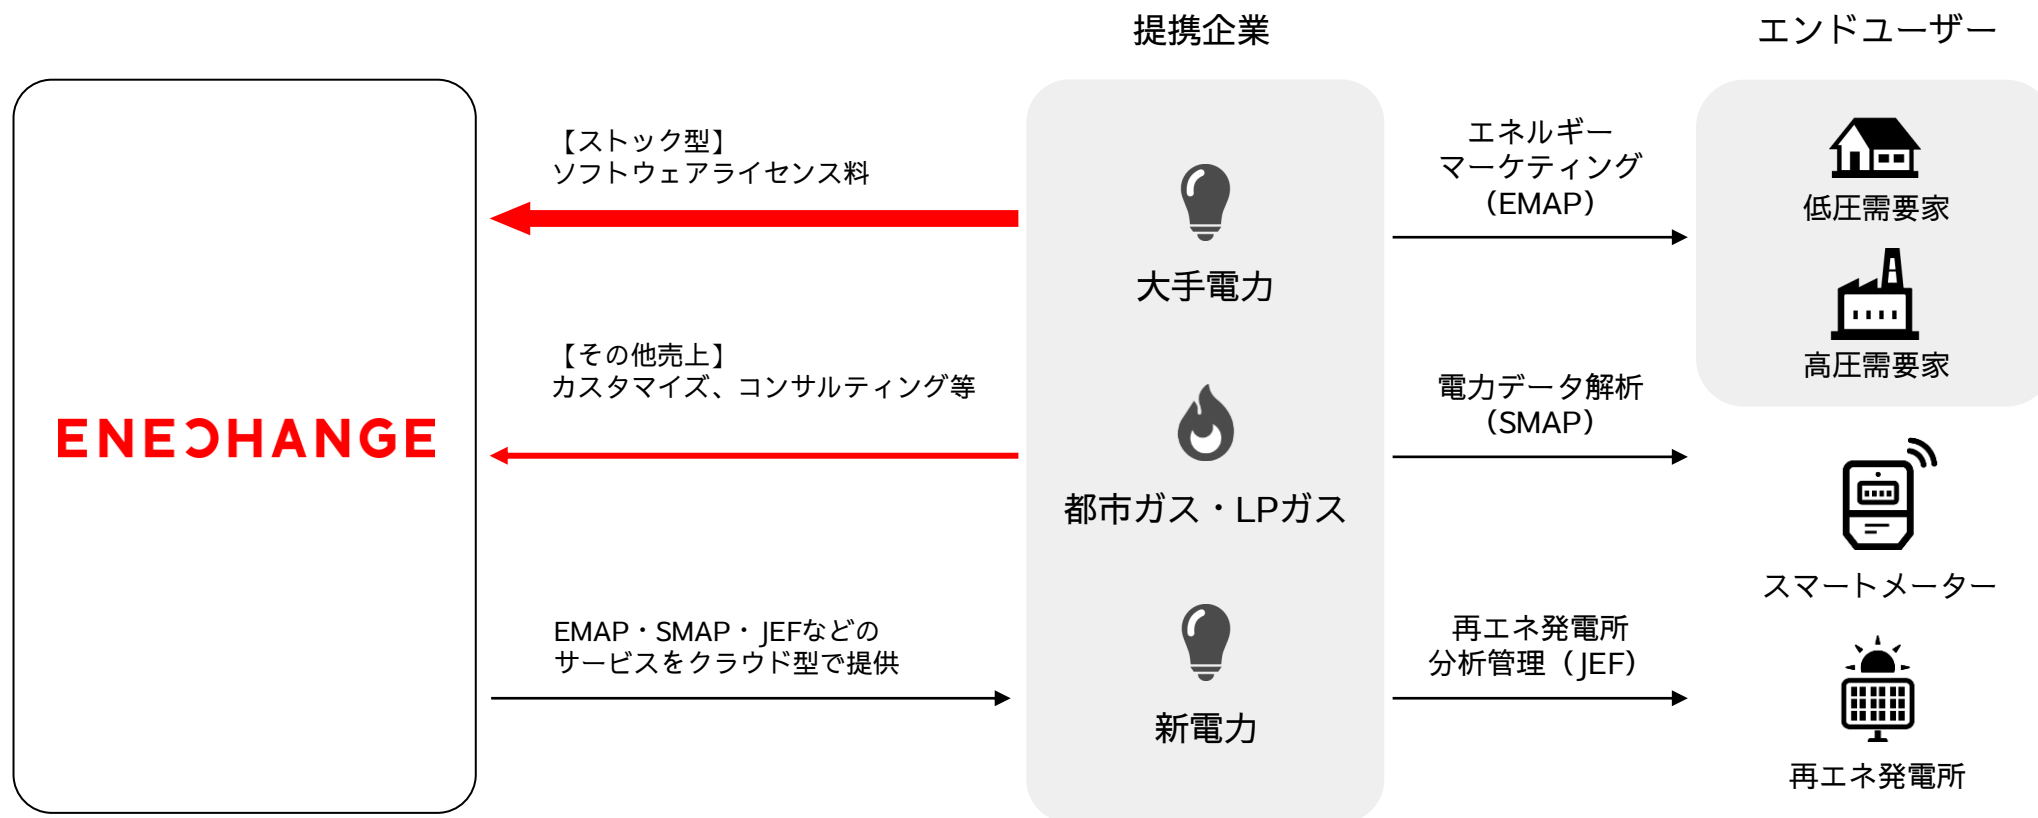 提携企業
エンドユーザー
【ストック型】
ソフトウェアライセンス料
【その他売上】
カスタマイズ、コンサルティング等
ENECHANGE
EMAP・SMAP・JEFなどの
サービスをクラウド型で提供
大手電力
都市ガス・LPガス
新電力
エネルギー
マーケティング
（EMAP）
電力データ解析
（SMAP）
再エネ発電所
分析管理（JEF）
低圧需要家
高圧需要家
スマートメーター
再エネ発電所